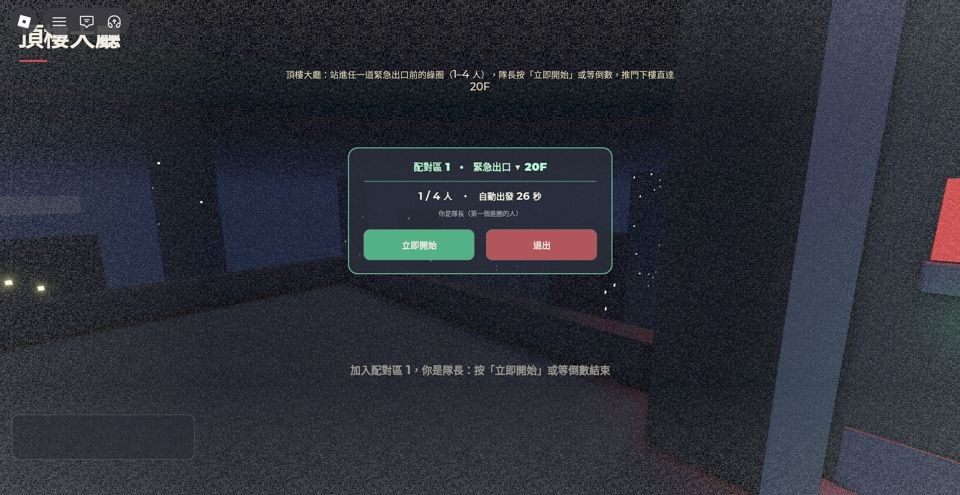 頂樓大廳
頂樓大廳：站進任一道緊急出口前的綠圈（1–4 人），隊長按「立即開始」或等倒數，推門下樓直達
20F
配對區 1 • 緊急出口 ▼ 20F
1 / 4 人 • 自動出發 26 秒
你是隊長（第一個進圈的人）
立即開始
退出
加入配對區 1，你是隊長：按「立即開始」或等倒數結束